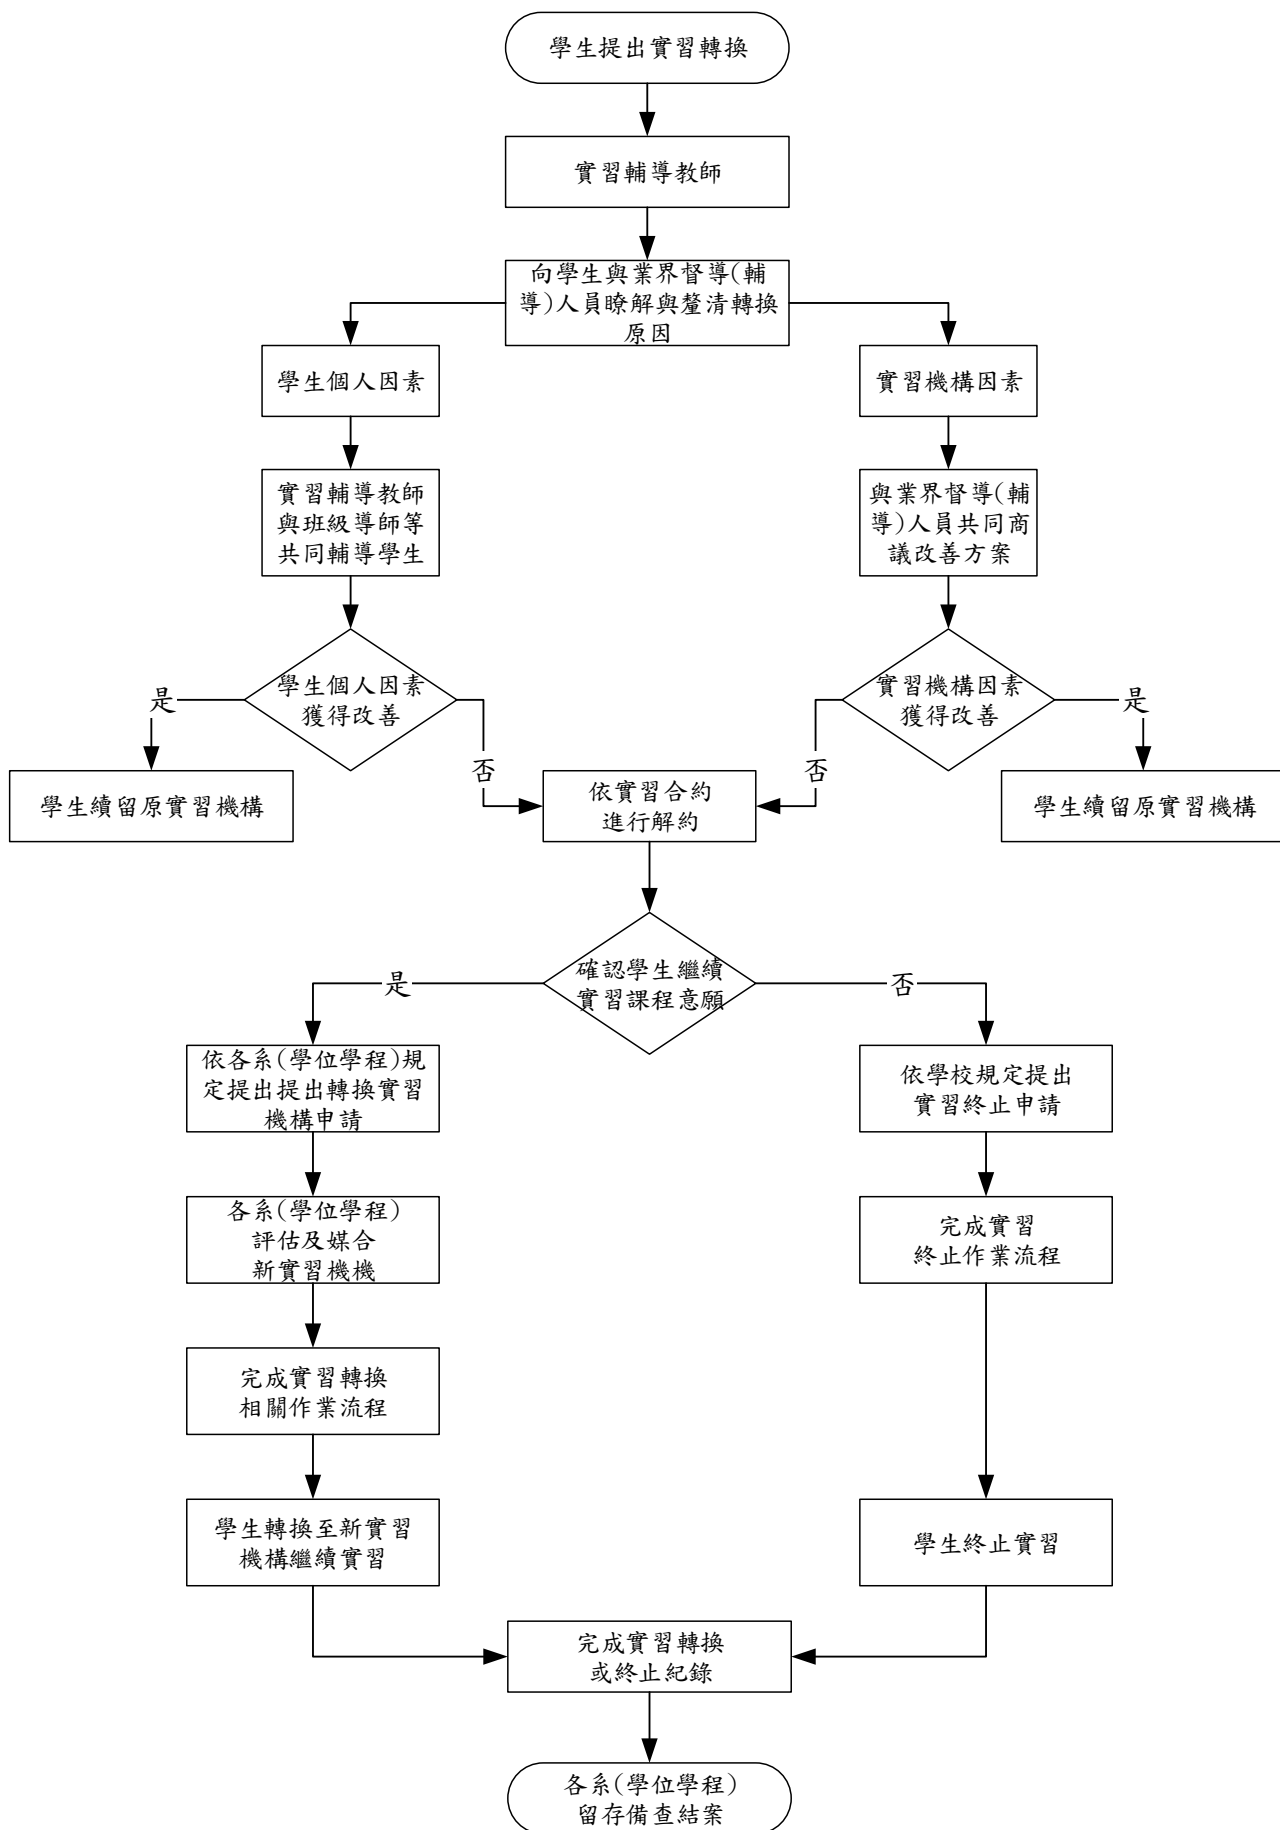 學生提出實習轉換
實習輔導教師
向學生與業界督導(輔
導)人員瞭解與釐清轉換
原因
學生個人因素
實習機構因素
實習輔導教師
與班級導師等
共同輔導學生
與業界督導(輔
導)人員共同商
議改善方案
學生個人因素
獲得改善
實習機構因素
獲得改善
是
否
否
是
學生續留原實習機構
依實習合約
進行解約
學生續留原實習機構
確認學生繼續
實習課程意願
是
否
依各系(學位學程)規
定提出提出轉換實習
機構申請
依學校規定提出
實習終止申請
各系(學位學程)
評估及媒合
新實習機機
完成實習
終止作業流程
完成實習轉換
相關作業流程
學生轉換至新實習
機構繼續實習
學生終止實習
完成實習轉換
或終止紀錄
各系(學位學程)
留存備查結案